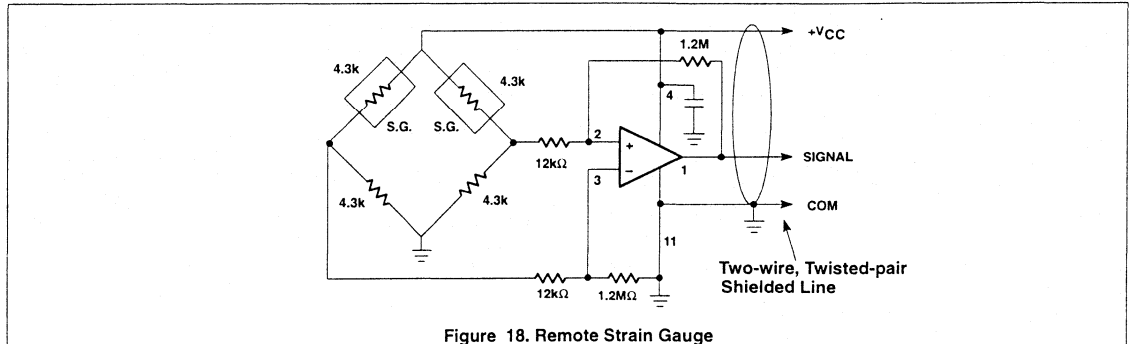 +VCC
1.2M
4.3k
4.3k
4
S.G.
S.G.
2
+
12kΩ
SIGNAL
1
3
−
4.3k
4.3k
COM
11
Two-wire, Twisted-pair
Shielded Line
12kΩ
1.2MΩ
Figure 18. Remote Strain Gauge